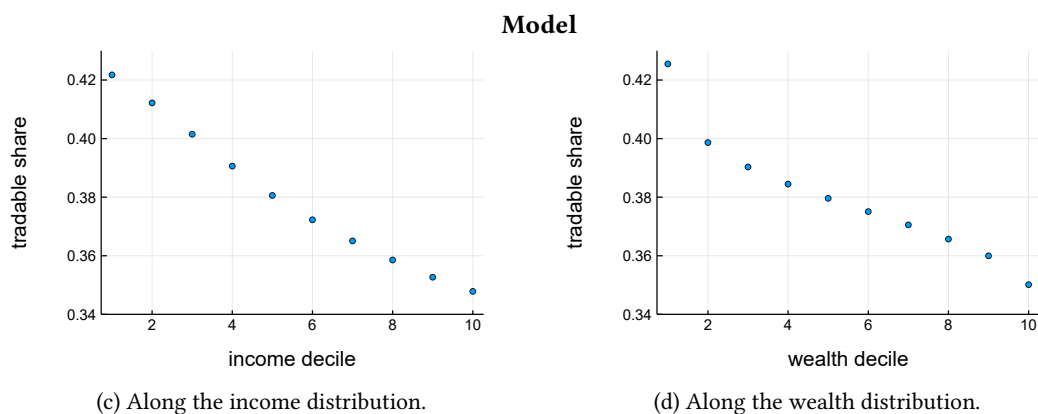 Model
0.42
0.40
0.38
0.36
0.34
tradable share
2 4 6 8 10
income decile
(c) Along the income distribution.
0.42
0.40
0.38
0.36
0.34
tradable share
2 4 6 8 10
wealth decile
(d) Along the wealth distribution.